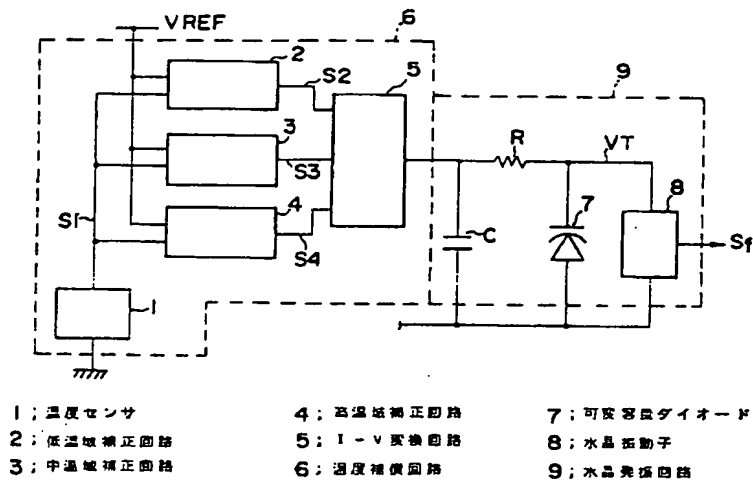 VREF
6
2
S2
5
9
3
S3
R
VT
4
7
8
S1
S4
C
Sf
1
1 ; 温度センサ
2 ; 低温域補正回路
3 ; 中温域補正回路
4 ; 高温域補正回路
5 ; I-V変換回路
6 ; 温度補償回路
7 ; 可変容量ダイオード
8 ; 水晶振動子
9 ; 水晶発振回路